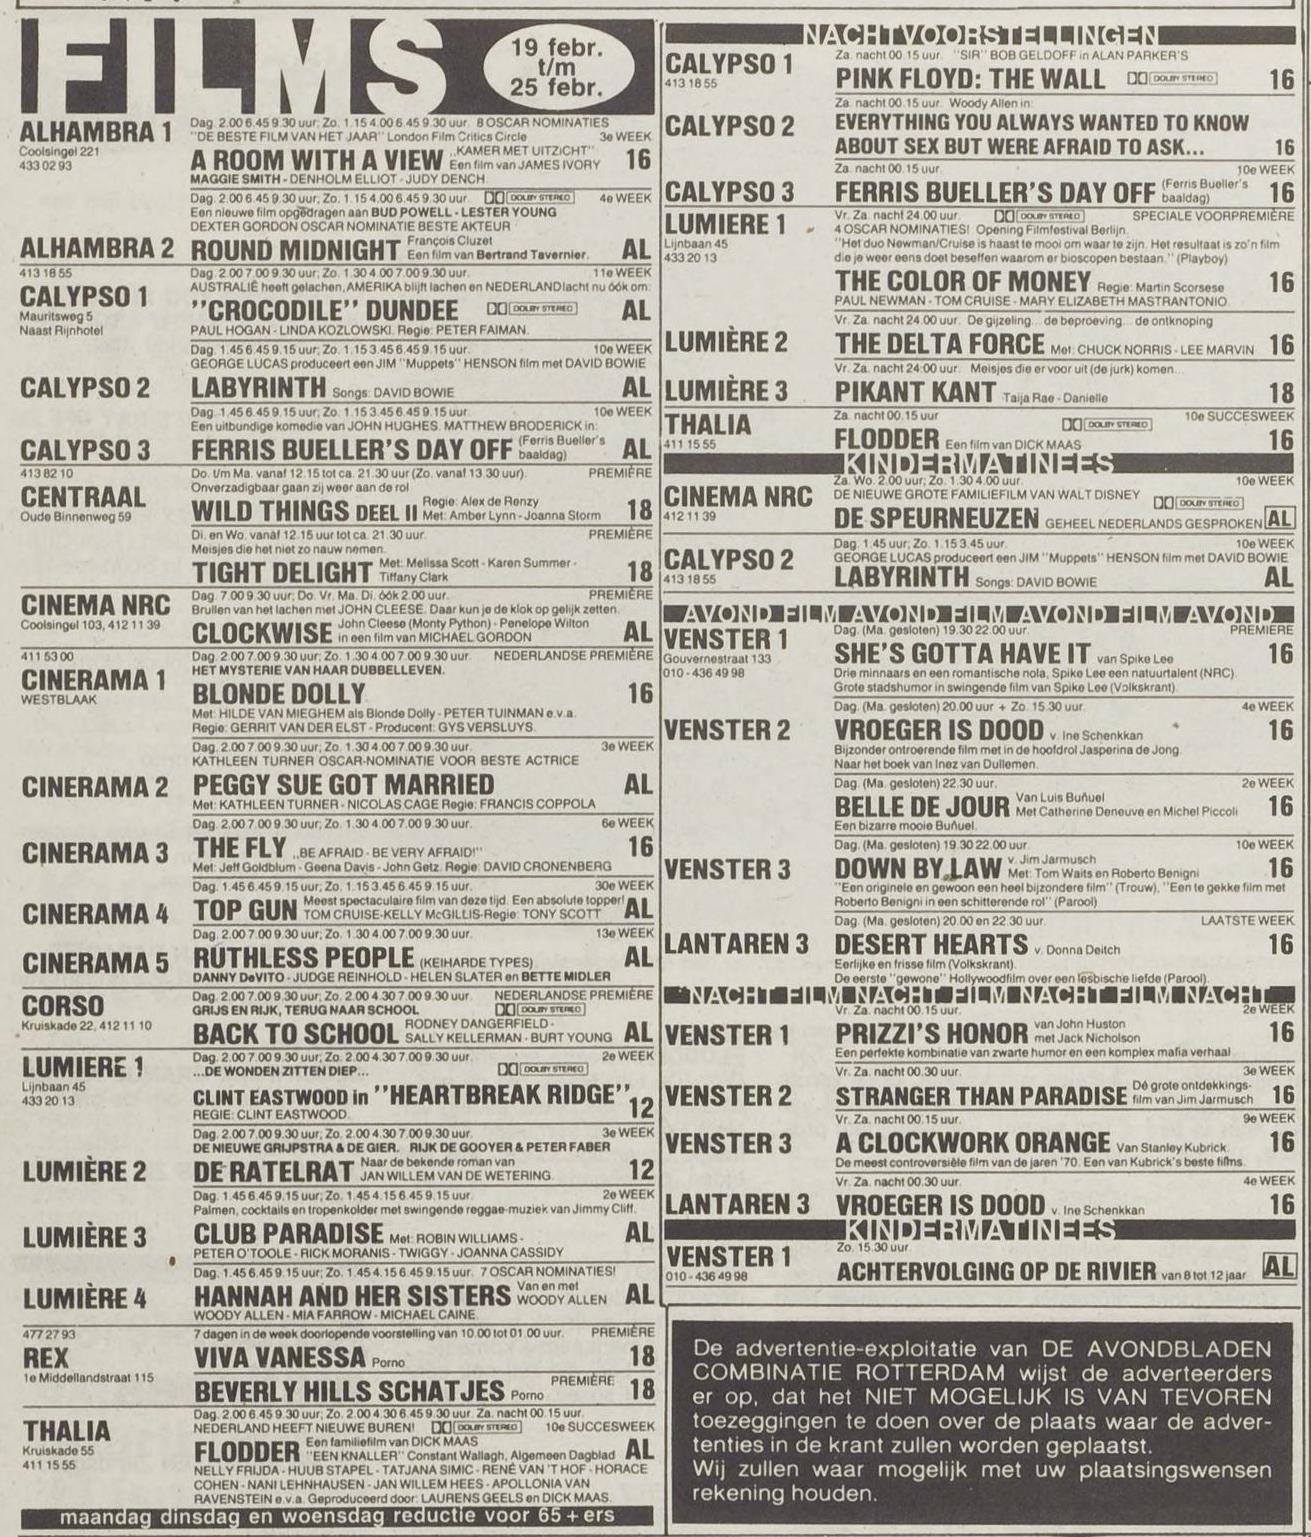 FILMS
19 febr.
t/m
25 febr.
ALHAMBRA 1
Coolsingel 221
433 02 93
Dag. 2.00 6.45 9.30 uur; Zo. 1.15 4.00 6.45 9.30 uur. 8 OSCAR NOMINATIES
"DE BESTE FILM VAN HET JAAR" London Film Critics Circle 3e WEEK
A ROOM WITH A VIEW „KAMER MET UITZICHT" Een film van JAMES IVORY 16
MAGGIE SMITH - DENHOLM ELLIOT - JUDY DENCH.
Dag. 2.00 6.45 9.30 uur; Zo. 1.15 4.00 6.45 9.30 uur. DOLBY STEREO 4e WEEK
Een nieuwe film opgedragen aan BUD POWELL - LESTER YOUNG
DEXTER GORDON OSCAR NOMINATIE BESTE AKTEUR
ALHAMBRA 2 ROUND MIDNIGHT François Cluzet Een film van Bertrand Tavernier. AL
413 18 55
CALYPSO 1
Mauritsweg 5
Naast Rijnhotel
Dag. 2.00 7.00 9.30 uur; Zo. 1.30 4.00 7.00 9.30 uur. 11e WEEK
AUSTRALIË heeft gelachen, AMERIKA blijft lachen en NEDERLAND lacht nu óók om:
"CROCODILE" DUNDEE DOLBY STEREO AL
PAUL HOGAN - LINDA KOZLOWSKI. Regie: PETER FAIMAN.
Dag. 1.45 6.45 9.15 uur; Zo. 1.15 3.45 6.45 9.15 uur. 10e WEEK
GEORGE LUCAS produceert een JIM "Muppets" HENSON film met DAVID BOWIE
CALYPSO 2 LABYRINTH Songs: DAVID BOWIE AL
Dag. 1.45 6.45 9.15 uur; Zo. 1.15 3.45 6.45 9.15 uur. 10e WEEK
Een uitbundige komedie van JOHN HUGHES. MATTHEW BRODERICK in:
CALYPSO 3 FERRIS BUELLER'S DAY OFF (Ferris Bueller's baaldag) AL
413 82 10
CENTRAAL
Oude Binnenweg 59
Do. t/m Ma. vanaf 12.15 tot ca. 21.30 uur (Zo. vanaf 13.30 uur). PREMIÈRE
Onverzadigbaar gaan zij weer aan de rol
WILD THINGS DEEL II Regie: Alex de Renzy Met: Amber Lynn - Joanna Storm 18
Di. en Wo. vanaf 12.15 uur tot ca. 21.30 uur. PREMIÈRE
Meisjes die het niet zo nauw nemen.
TIGHT DELIGHT Met: Melissa Scott - Karen Summer - Tiffany Clark 18
CINEMA NRC
Coolsingel 103, 412 11 39
Dag. 7.00 9.30 uur; Do. Vr. Ma. Di. óók 2.00 uur. PREMIÈRE
Brullen van het lachen met JOHN CLEESE. Daar kun je de klok op gelijk zetten.
CLOCKWISE John Cleese (Monty Python) - Penelope Wilton in een film van MICHAEL GORDON AL
411 53 00
CINERAMA 1
WESTBLAAK
Dag. 2.00 7.00 9.30 uur; Zo. 1.30 4.00 7.00 9.30 uur. NEDERLANDSE PREMIÈRE
HET MYSTERIE VAN HAAR DUBBELLEVEN.
BLONDE DOLLY 16
Met: HILDE VAN MIEGHEM als Blonde Dolly - PETER TUINMAN e.v.a.
Regie: GERRIT VAN DER ELST - Producent: GYS VERSLUYS.
Dag. 2.00 7.00 9.30 uur; Zo. 1.30 4.00 7.00 9.30 uur. 3e WEEK
KATHLEEN TURNER OSCAR-NOMINATIE VOOR BESTE ACTRICE
CINERAMA 2 PEGGY SUE GOT MARRIED AL
Met: KATHLEEN TURNER - NICOLAS CAGE Regie: FRANCIS COPPOLA
Dag. 2.00 7.00 9.30 uur; Zo. 1.30 4.00 7.00 9.30 uur. 6e WEEK
CINERAMA 3 THE FLY „BE AFRAID - BE VERY AFRAID!" 16
Met: Jeff Goldblum - Geena Davis - John Getz. Regie: DAVID CRONENBERG
Dag. 1.45 6.45 9.15 uur; Zo. 1.15 3.45 6.45 9.15 uur. 30e WEEK
CINERAMA 4 TOP GUN Meest spectaculaire film van deze tijd. Een absolute topper! TOM CRUISE-KELLY McGILLIS-Regie: TONY SCOTT AL
Dag. 2.00 7.00 9.30 uur; Zo. 1.30 4.00 7.00 9.30 uur. 13e WEEK
CINERAMA 5 RUTHLESS PEOPLE (KEIHARDE TYPES) AL
DANNY DeVITO - JUDGE REINHOLD - HELEN SLATER en BETTE MIDLER
CORSO
Kruiskade 22, 412 11 10
Dag. 2.00 7.00 9.30 uur; Zo. 2.00 4.30 7.00 9.30 uur. NEDERLANDSE PREMIÈRE
GRIJS EN RIJK, TERUG NAAR SCHOOL DOLBY STEREO
BACK TO SCHOOL RODNEY DANGERFIELD - SALLY KELLERMAN - BURT YOUNG AL
LUMIERE 1
Lijnbaan 45
433 20 13
Dag. 2.00 7.00 9.30 uur; Zo. 2.00 4.30 7.00 9.30 uur. 2e WEEK
...DE WONDEN ZITTEN DIEP... DOLBY STEREO
CLINT EASTWOOD in "HEARTBREAK RIDGE" 12
REGIE: CLINT EASTWOOD.
Dag. 2.00 7.00 9.30 uur; Zo. 2.00 4.30 7.00 9.30 uur. 3e WEEK
DE NIEUWE GRIJPSTRA & DE GIER. RIJK DE GOOYER & PETER FABER
LUMIÈRE 2 DE RATELRAT Naar de bekende roman van JAN WILLEM VAN DE WETERING. 12
Dag. 1.45 6.45 9.15 uur; Zo. 1.45 4.15 6.45 9.15 uur. 2e WEEK
Palmen, cocktails en tropenkolder met swingende reggae-muziek van Jimmy Cliff.
LUMIÈRE 3 CLUB PARADISE Met: ROBIN WILLIAMS - AL
PETER O'TOOLE - RICK MORANIS - TWIGGY - JOANNA CASSIDY
Dag. 1.45 6.45 9.15 uur; Zo. 1.45 4.15 6.45 9.15 uur. 7 OSCAR NOMINATIES!
LUMIÈRE 4 HANNAH AND HER SISTERS Van en met WOODY ALLEN AL
WOODY ALLEN - MIA FARROW - MICHAEL CAINE.
477 27 93
REX
1e Middellandstraat 115
7 dagen in de week doorlopende voorstelling van 10.00 tot 01.00 uur. PREMIÈRE
VIVA VANESSA Porno 18
BEVERLY HILLS SCHATJES Porno PREMIÈRE 18
THALIA
Kruiskade 55
411 15 55
Dag. 2.00 6.45 9.30 uur; Zo. 2.00 4.30 6.45 9.30 uur. Za. nacht 00.15 uur.
NEDERLAND HEEFT NIEUWE BUREN! DOLBY STEREO 10e SUCCESWEEK
FLODDER Een familiefilm van DICK MAAS "EEN KNALLER" Constant Wallagh, Algemeen Dagblad AL
NELLY FRIJDA - HUUB STAPEL - TATJANA SIMIC - RENÉ VAN 'T HOF - HORACE
COHEN - NANI LEHNHAUSEN - JAN WILLEM HEES - APOLLONIA VAN
RAVENSTEIN e.v.a. Geproduceerd door: LAURENS GEELS en DICK MAAS.
maandag dinsdag en woensdag reductie voor 65+ers
NACHTVOORSTELLINGEN
CALYPSO 1
413 18 55
Za. nacht 00.15 uur. "SIR" BOB GELDOFF in ALAN PARKER'S
PINK FLOYD: THE WALL DOLBY STEREO 16
Za. nacht 00.15 uur. Woody Allen in:
CALYPSO 2 EVERYTHING YOU ALWAYS WANTED TO KNOW
ABOUT SEX BUT WERE AFRAID TO ASK... 16
Za. nacht 00.15 uur. 10e WEEK
CALYPSO 3 FERRIS BUELLER'S DAY OFF (Ferris Bueller's baaldag) 16
LUMIERE 1
Lijnbaan 45
433 20 13
Vr. Za. nacht 24.00 uur. DOLBY STEREO SPECIALE VOORPREMIÈRE
4 OSCAR NOMINATIES! Opening Filmfestival Berlijn.
"Het duo Newman/Cruise is haast te mooi om waar te zijn. Het resultaat is zo'n film
die je weer eens doet beseffen waarom er bioscopen bestaan." (Playboy)
THE COLOR OF MONEY Regie: Martin Scorsese 16
PAUL NEWMAN - TOM CRUISE - MARY ELIZABETH MASTRANTONIO.
Vr. Za. nacht 24.00 uur. De gijzeling... de beproeving... de ontknoping
LUMIÈRE 2 THE DELTA FORCE Met: CHUCK NORRIS - LEE MARVIN 16
Vr. Za. nacht 24:00 uur. Meisjes die er voor uit (de jurk) komen...
LUMIÈRE 3 PIKANT KANT Taija Rae - Danielle 18
THALIA
411 15 55
Za. nacht 00.15 uur DOLBY STEREO 10e SUCCESWEEK
FLODDER Een film van DICK MAAS 16
KINDERMATINEES
CINEMA NRC
412 11 39
Za. Wo. 2.00 uur; Zo. 1.30 4.00 uur. 10e WEEK
DE NIEUWE GROTE FAMILIEFILM VAN WALT DISNEY DOLBY STEREO
DE SPEURNEUZEN GEHEEL NEDERLANDS GESPROKEN AL
CALYPSO 2
413 18 55
Dag. 1.45 uur; Zo. 1.15 3.45 uur. 10e WEEK
GEORGE LUCAS produceert een JIM "Muppets" HENSON film met DAVID BOWIE
LABYRINTH Songs: DAVID BOWIE AL
AVOND FILM AVOND FILM AVOND FILM AVOND
VENSTER 1
Gouvernestraat 133
010 - 436 49 98
Dag. (Ma. gesloten) 19.30 22.00 uur. PREMIERE
SHE'S GOTTA HAVE IT van Spike Lee 16
Drie minnaars en een romantische nola, Spike Lee een natuurtalent (NRC).
Grote stadshumor in swingende film van Spike Lee (Volkskrant).
Dag. (Ma. gesloten) 20.00 uur + Zo. 15.30 uur. 4e WEEK
VENSTER 2 VROEGER IS DOOD v. Ine Schenkkan 16
Bijzonder ontroerende film met in de hoofdrol Jasperina de Jong.
Naar het boek van Inez van Dullemen.
Dag. (Ma. gesloten) 22.30 uur. 2e WEEK
BELLE DE JOUR Van Luis Buñuel Met Catherine Deneuve en Michel Piccoli 16
Een bizarre mooie Buñuel.
Dag. (Ma. gesloten) 19.30 22.00 uur. 10e WEEK
VENSTER 3 DOWN BY LAW v. Jim Jarmusch Met: Tom Waits en Roberto Benigni 16
"Een originele en gewoon een heel bijzondere film" (Trouw), "Een te gekke film met
Roberto Benigni in een schitterende rol" (Parool)
Dag. (Ma. gesloten) 20.00 en 22.30 uur. LAATSTE WEEK
LANTAREN 3 DESERT HEARTS v. Donna Deitch 16
Eerlijke en frisse film (Volkskrant).
De eerste "gewone" Hollywoodfilm over een lesbische liefde (Parool).
NACHT FILM NACHT FILM NACHT FILM NACHT
Vr. Za. nacht 00.15 uur. 2e WEEK
VENSTER 1 PRIZZI'S HONOR van John Huston met Jack Nicholson 16
Een perfekte kombinatie van zwarte humor en een komplex mafia verhaal.
Vr. Za. nacht 00.30 uur. 3e WEEK
VENSTER 2 STRANGER THAN PARADISE Dé grote ontdekkings- film van Jim Jarmusch 16
Vr. Za. nacht 00.15 uur. 9e WEEK
VENSTER 3 A CLOCKWORK ORANGE Van Stanley Kubrick. 16
De meest controversiële film van de jaren '70. Een van Kubrick's beste films.
Vr. Za. nacht 00.30 uur. 4e WEEK
LANTAREN 3 VROEGER IS DOOD v. Ine Schenkkan 16
KINDERMATINEES
VENSTER 1
010 - 436 49 98
Zo. 15.30 uur.
ACHTERVOLGING OP DE RIVIER van 8 tot 12 jaar AL
De advertentie-exploitatie van DE AVONDBLADEN
COMBINATIE ROTTERDAM wijst de adverteerders
er op, dat het NIET MOGELIJK IS VAN TEVOREN
toezeggingen te doen over de plaats waar de adver-
tenties in de krant zullen worden geplaatst.
Wij zullen waar mogelijk met uw plaatsingswensen
rekening houden.